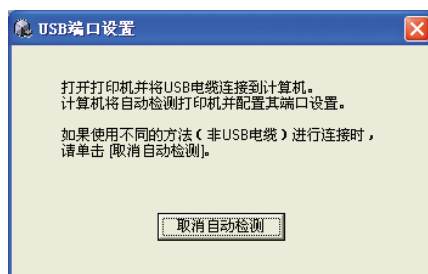 USB端口设置
打开打印机并将USB电缆连接到计算机。
计算机将自动检测打印机并配置其端口设置。
如果使用不同的方法（非USB电缆）进行连接时，
请单击 [取消自动检测]。
取消自动检测